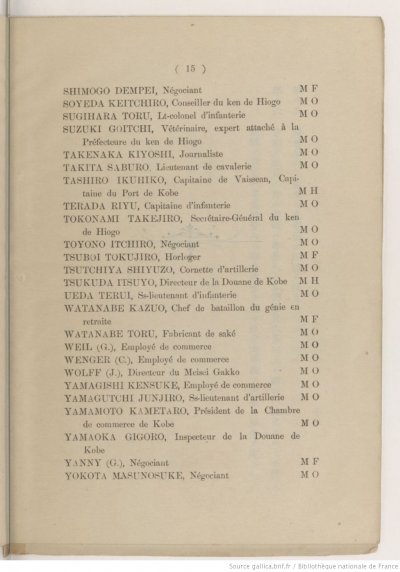 ( 15 )
SHIMOGO DEMPEI, Négociant M F
SOYEDA KEITCHIRO, Conseiller du ken de Hiogo M O
SUGIHARA TORU, Lt-colonel d'infanterie M O
SUZUKI GOITCHI, Vétérinaire, expert attaché à la
Préfecteure du ken de Hiogo M O
TAKENAKA KIYOSHI, Journaliste M O
TAKITA SABURO, Lieutenant de cavalerie M O
TASHIRO IKUHIKO, Capitaine de Vaissean, Capi-
taine du Port de Kobe M H
TERADA RIYU, Capitaine d'infanterie M O
TOKONAMI TAKEJIRO, Secrétaire-Général du ken
de Hiogo M O
TOYONO ITCHIRO, Négociant M O
TSUBOI TOKUJIRO, Horloger M F
TSUTCHIYA SHIYUZO, Cornette d'artillerie M O
TSUKUDA ITSUYO, Directeur de la Douane de Kobe M H
UEDA TERUI, Ss-lieutenant d'infanterie M O
WATANABE KAZUO, Chef de bataillon du génie en
retraite M F
WATANABE TORU, Fabricant de saké M O
WEIL (G.), Employé de commerce M O
WENGER (C.), Employé de commerce M O
WOLFF (J.), Directeur du Meisei Gakko M O
YAMAGISHI KENSUKE, Employé de commerce M O
YAMAGUTCHI JUNJIRO, Ss-lieutenant d'artillerie M O
YAMAMOTO KAMETARO, Président de la Chambre
de commerce de Kobe M O
YAMAOKA GIGORO, Inspecteur de la Douane de
Kobe
YANNY (G.), Négociant M F
YOKOTA MASUNOSUKE, Négociant M O
Source gallica.bnf.fr / Bibliothèque nationale de France